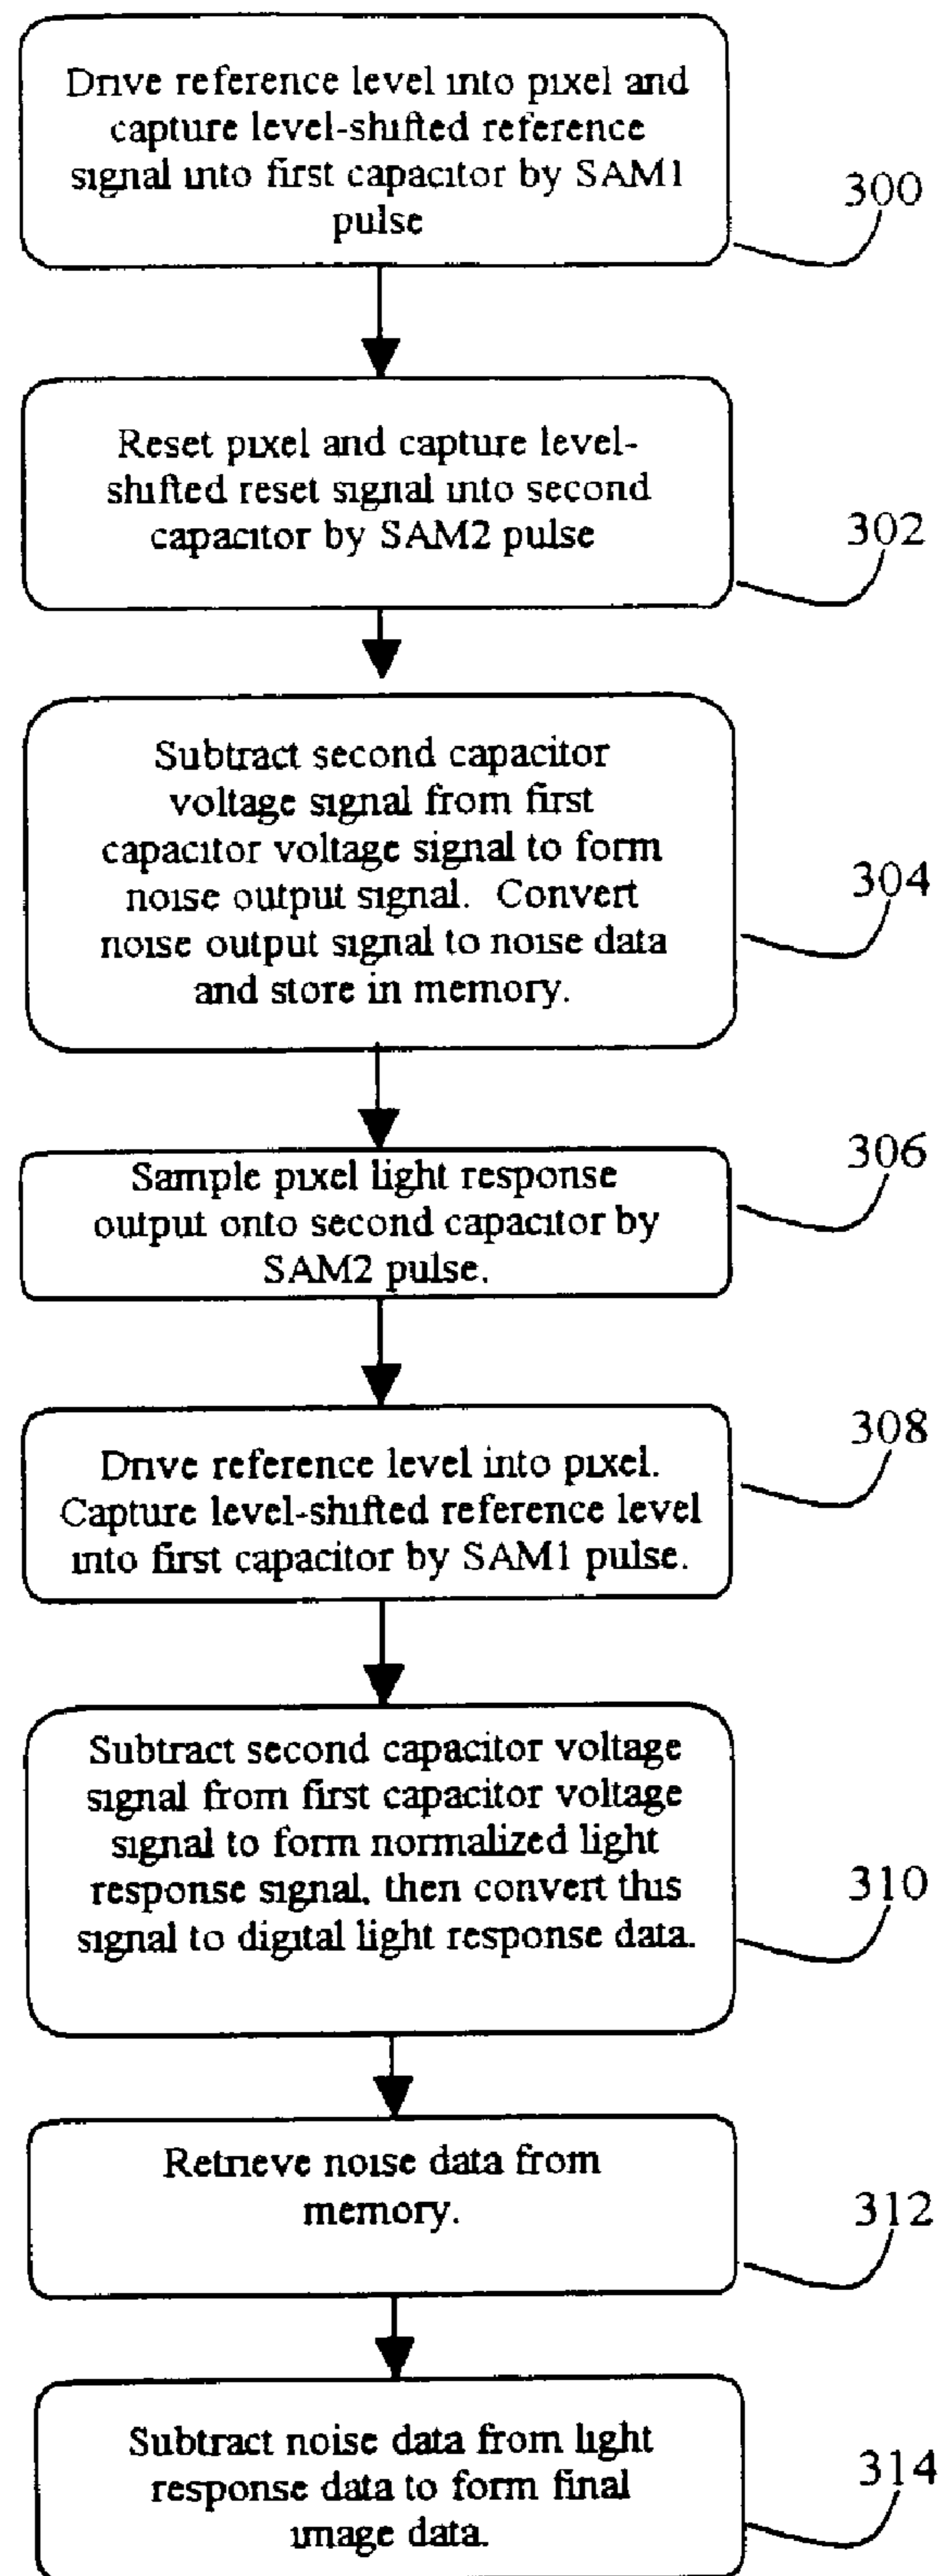 Drive reference level into pixel and
capture level-shifted reference
signal into first capacitor by SAM1
pulse
300
Reset pixel and capture level-
shifted reset signal into second
capacitor by SAM2 pulse
302
Subtract second capacitor
voltage signal from first
capacitor voltage signal to form
noise output signal. Convert
noise output signal to noise data
and store in memory.
304
Sample pixel light response
output onto second capacitor by
SAM2 pulse.
306
Drive reference level into pixel.
Capture level-shifted reference level
into first capacitor by SAM1 pulse.
308
Subtract second capacitor voltage
signal from first capacitor voltage
signal to form normalized light
response signal, then convert this
signal to digital light response data.
310
Retrieve noise data from
memory.
312
Subtract noise data from light
response data to form final
image data.
314